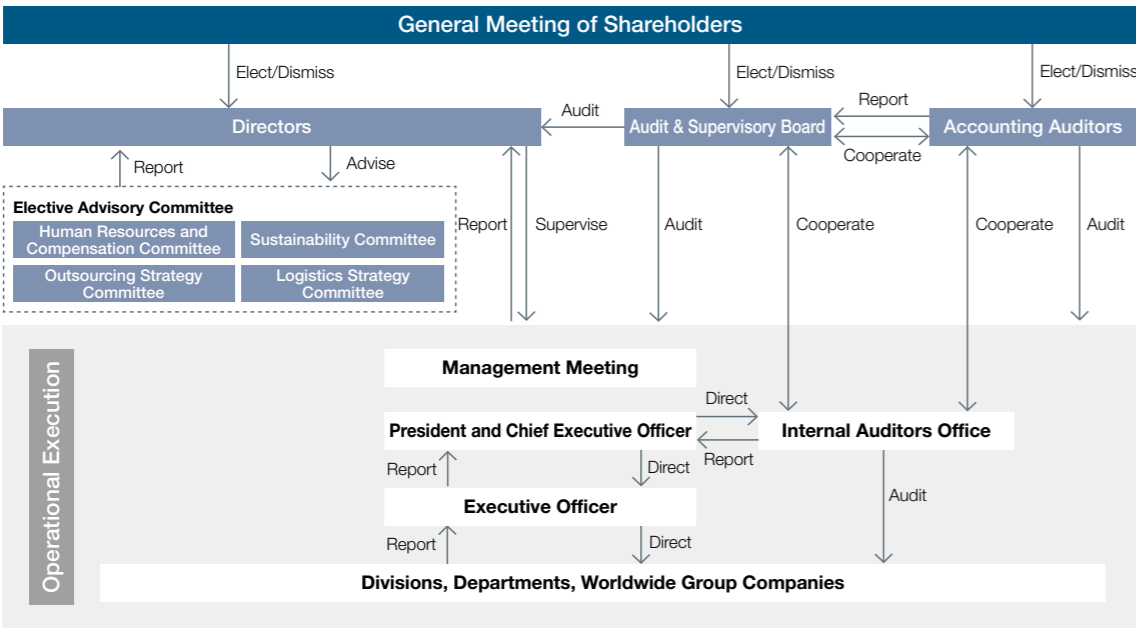 General Meeting of Shareholders
Elect/Dismiss
Elect/Dismiss
Elect/Dismiss
Directors
Audit
Audit & Supervisory Board
Report
Cooperate
Accounting Auditors
Report
Advise
Elective Advisory Committee
Human Resources and
Compensation Committee
Sustainability Committee
Outsourcing Strategy
Committee
Logistics Strategy
Committee
Report
Supervise
Audit
Cooperate
Cooperate
Audit
Operational Execution
Management Meeting
President and Chief Executive Officer
Direct
Report
Internal Auditors Office
Report
Direct
Executive Officer
Audit
Report
Direct
Divisions, Departments, Worldwide Group Companies